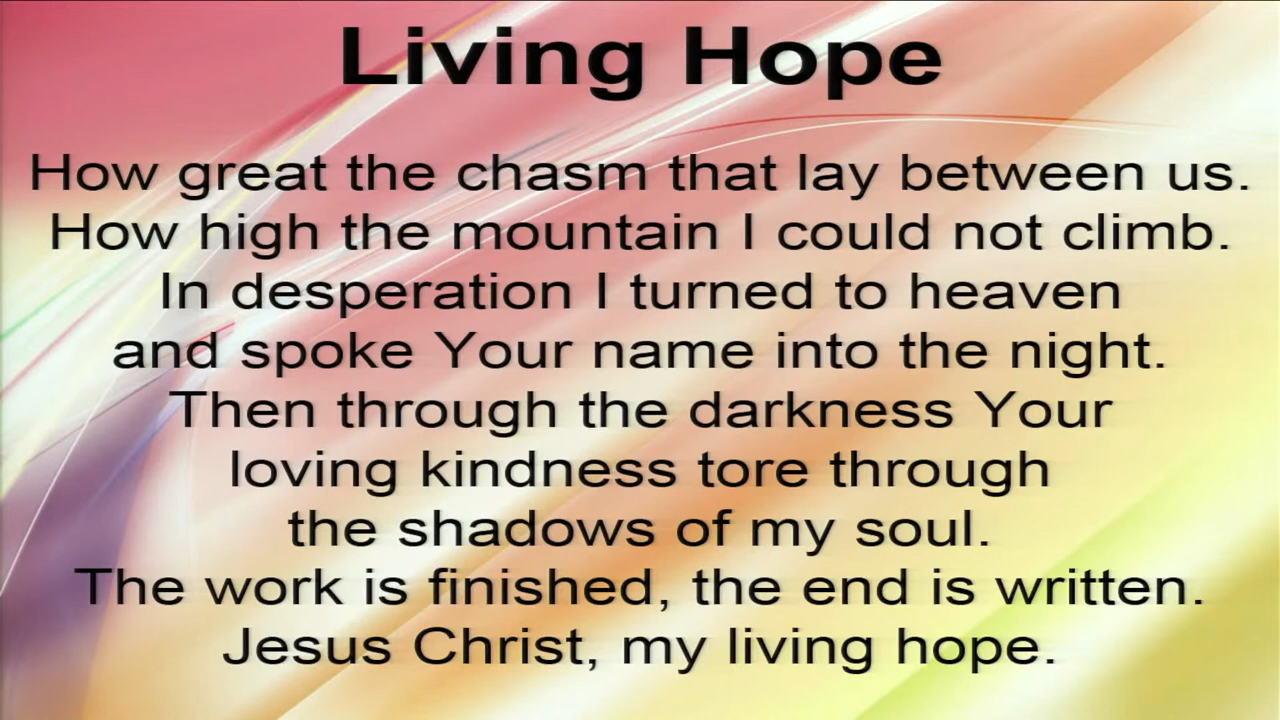 Living Hope
How great the chasm that lay between us.
How high the mountain I could not climb.
In desperation I turned to heaven
and spoke Your name into the night.
Then through the darkness Your
loving kindness tore through
the shadows of my soul.
The work is finished, the end is written.
Jesus Christ, my living hope.